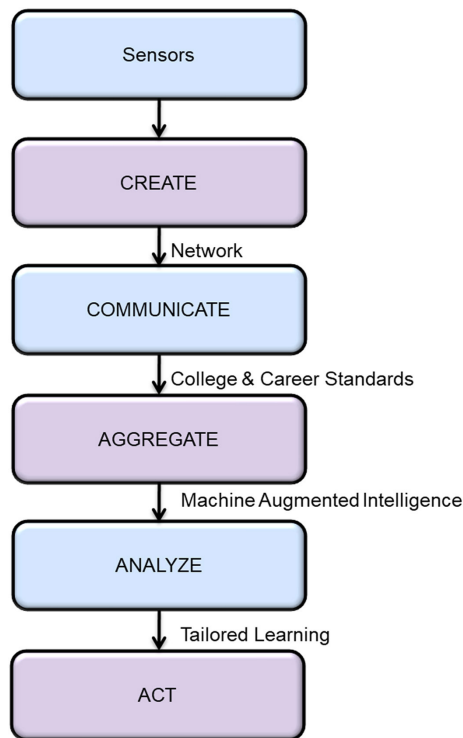 Sensors
CREATE
Network
COMMUNICATE
College & Career Standards
AGGREGATE
Machine Augmented Intelligence
ANALYZE
Tailored Learning
ACT